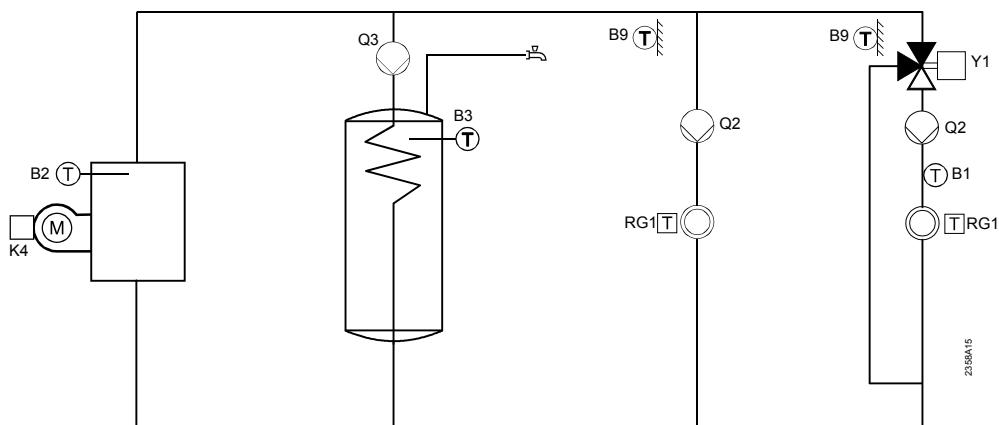 Q3
B9 T
B9 T
Y1
B3
T
Q2
Q2
B2 T
T B1
M
K4
RG1 T
T RG1
2358A15